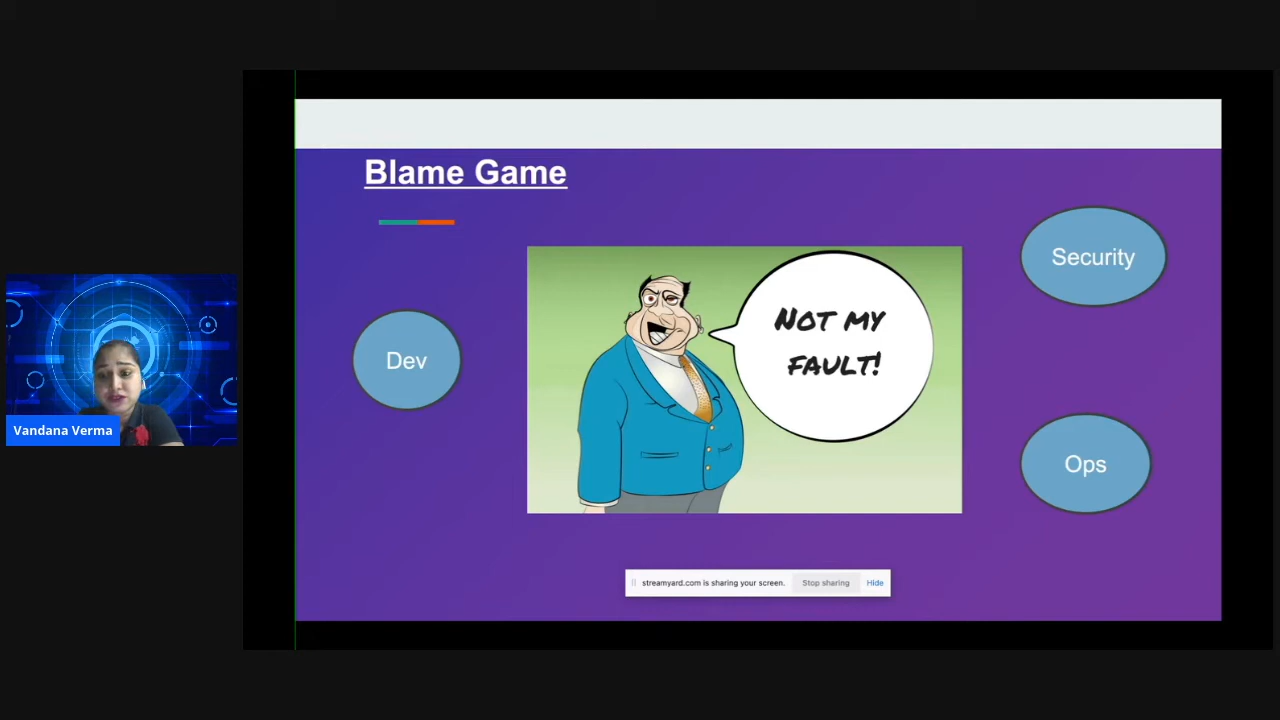 Blame Game
Security
NOT MY
FAULT!
Dev
Vandana Verma
Ops
streamyard.com is sharing your screen. Stop sharing Hide